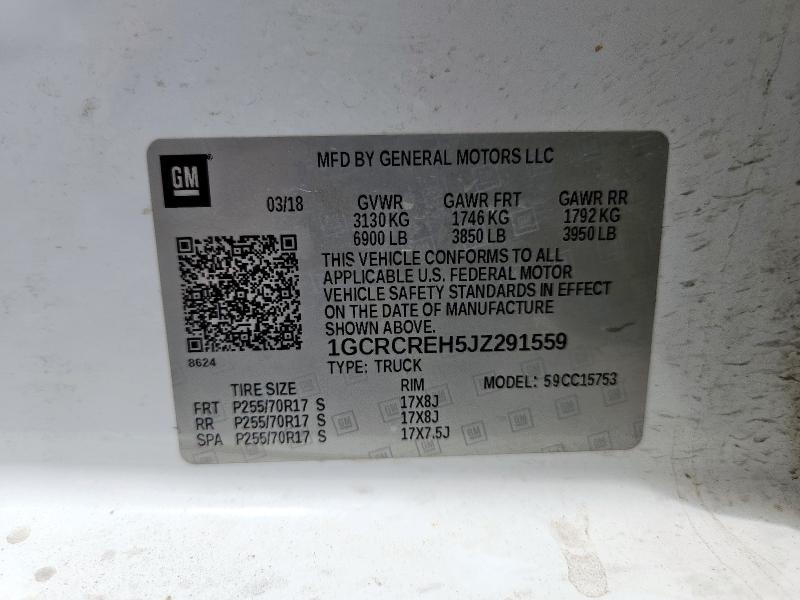 GM
MFD BY GENERAL MOTORS LLC
03/18 GVWR GAWR FRT GAWR RR
3130 KG 1746 KG 1792 KG
6900 LB 3850 LB 3950 LB
THIS VEHICLE CONFORMS TO ALL
APPLICABLE U.S. FEDERAL MOTOR
VEHICLE SAFETY STANDARDS IN EFFECT
ON THE DATE OF MANUFACTURE
SHOWN ABOVE.
1GCRCREH5JZ291559
8624
TYPE: TRUCK
TIRE SIZE RIM MODEL: 59CC15753
FRT P255/70R17 S 17X8J
RR P255/70R17 S 17X8J
SPA P255/70R17 S 17X7.5J